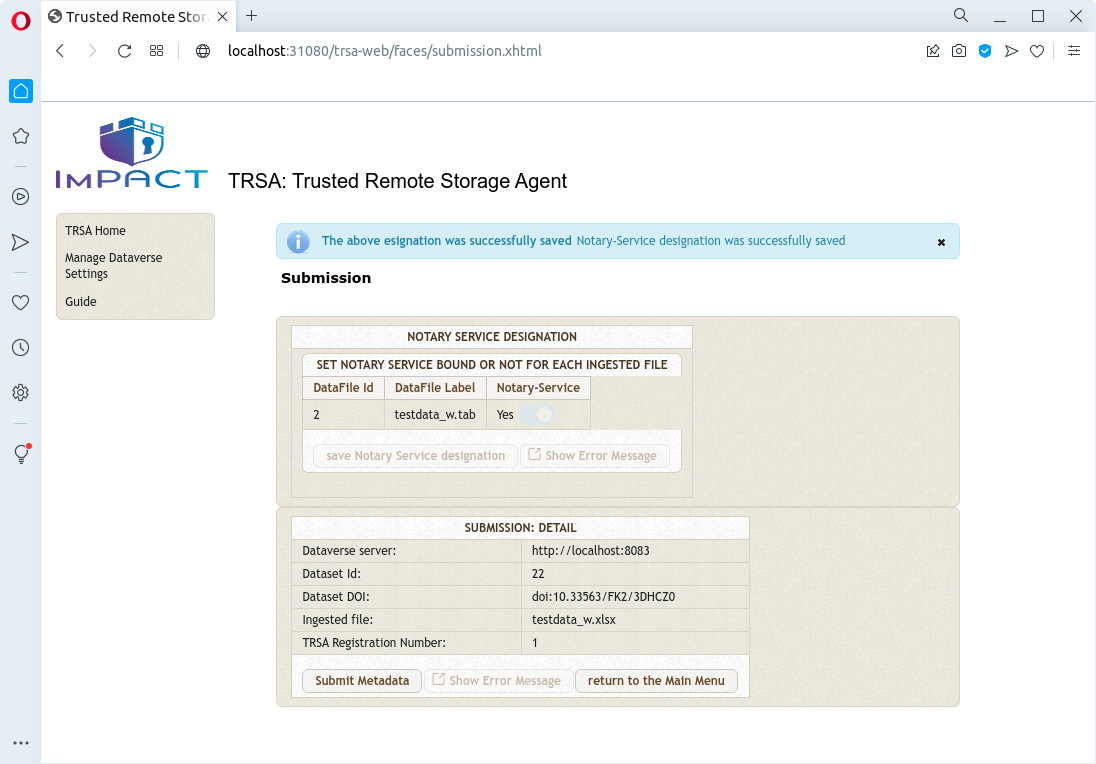 Trusted Remote Stor
localhost:31080/trsa-web/faces/submission.xhtml
IMPACT
TRSA: Trusted Remote Storage Agent
TRSA Home
Manage Dataverse
Settings
Guide
The above esignation was successfully saved Notary-Service designation was successfully saved
Submission
NOTARY SERVICE DESIGNATION
SET NOTARY SERVICE BOUND OR NOT FOR EACH INGESTED FILE
DataFile Id DataFile Label Notary-Service
2 testdata_w.tab Yes
save Notary Service designation Show Error Message
SUBMISSION: DETAIL
Dataverse server: http://localhost:8083
Dataset Id: 22
Dataset DOI: doi:10.33563/FK2/3DHCZ0
Ingested file: testdata_w.xlsx
TRSA Registration Number: 1
Submit Metadata Show Error Message return to the Main Menu